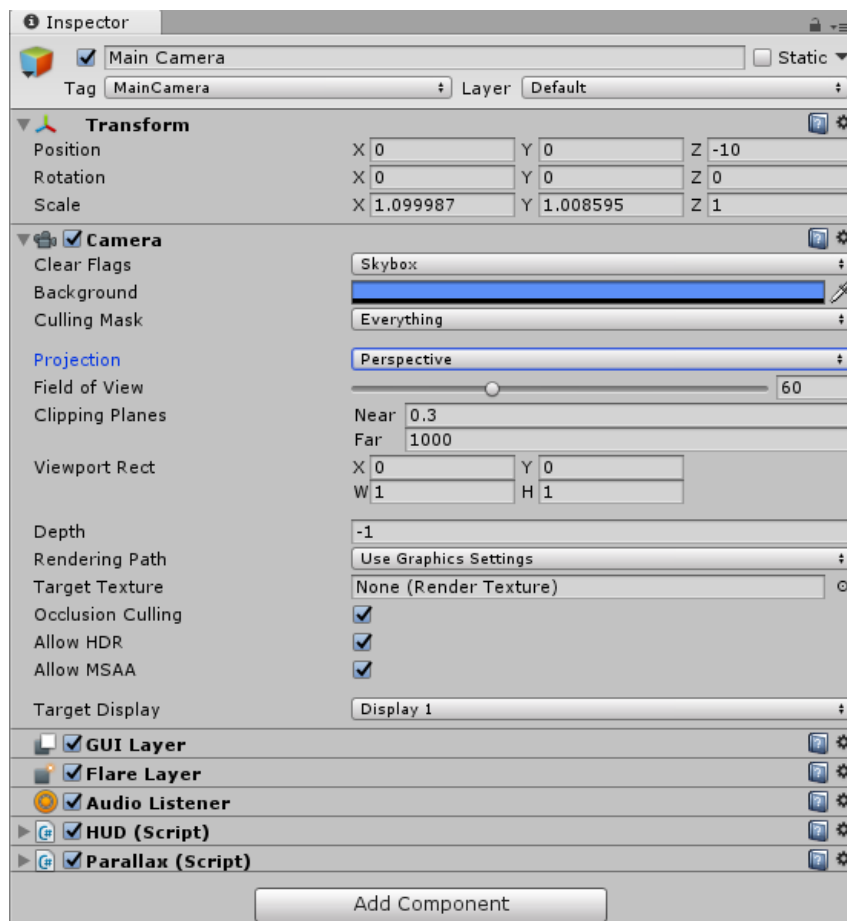 Inspector
Main Camera Static
Tag MainCamera Layer Default
Transform
Position X 0 Y 0 Z -10
Rotation X 0 Y 0 Z 0
Scale X 1.099987 Y 1.008595 Z 1
Camera
Clear Flags Skybox
Background
Culling Mask Everything
Projection Perspective
Field of View 60
Clipping Planes Near 0.3
Far 1000
Viewport Rect X 0 Y 0
W 1 H 1
Depth -1
Rendering Path Use Graphics Settings
Target Texture None (Render Texture)
Occlusion Culling
Allow HDR
Allow MSAA
Target Display Display 1
GUI Layer
Flare Layer
Audio Listener
C# HUD (Script)
C# Parallax (Script)
Add Component